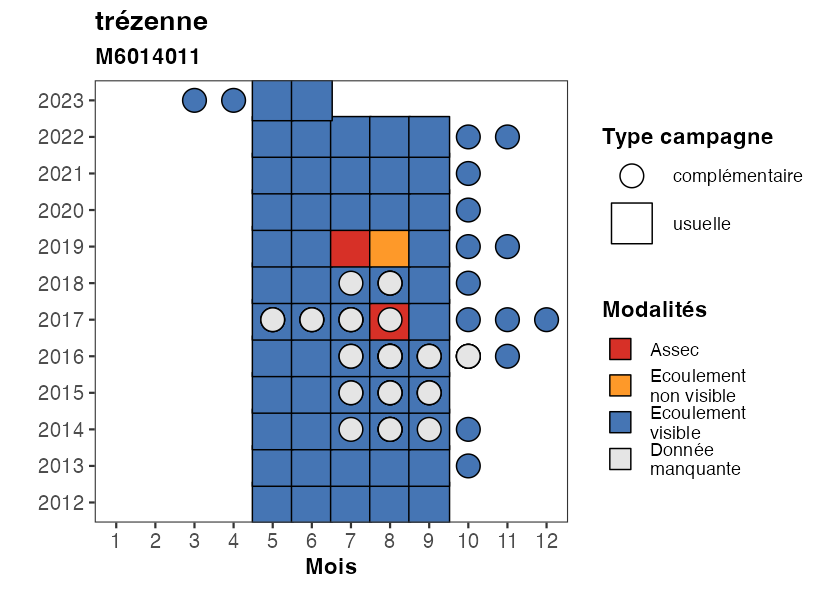 trézenne
M6014011
2023
2022
2021
2020
2019
2018
2017
2016
2015
2014
2013
2012
1 2 3 4 5 6 7 8 9 10 11 12
Mois
Type campagne
complémentaire
usuelle
Modalités
Assec
Ecoulement
non visible
Ecoulement
visible
Donnée
manquante